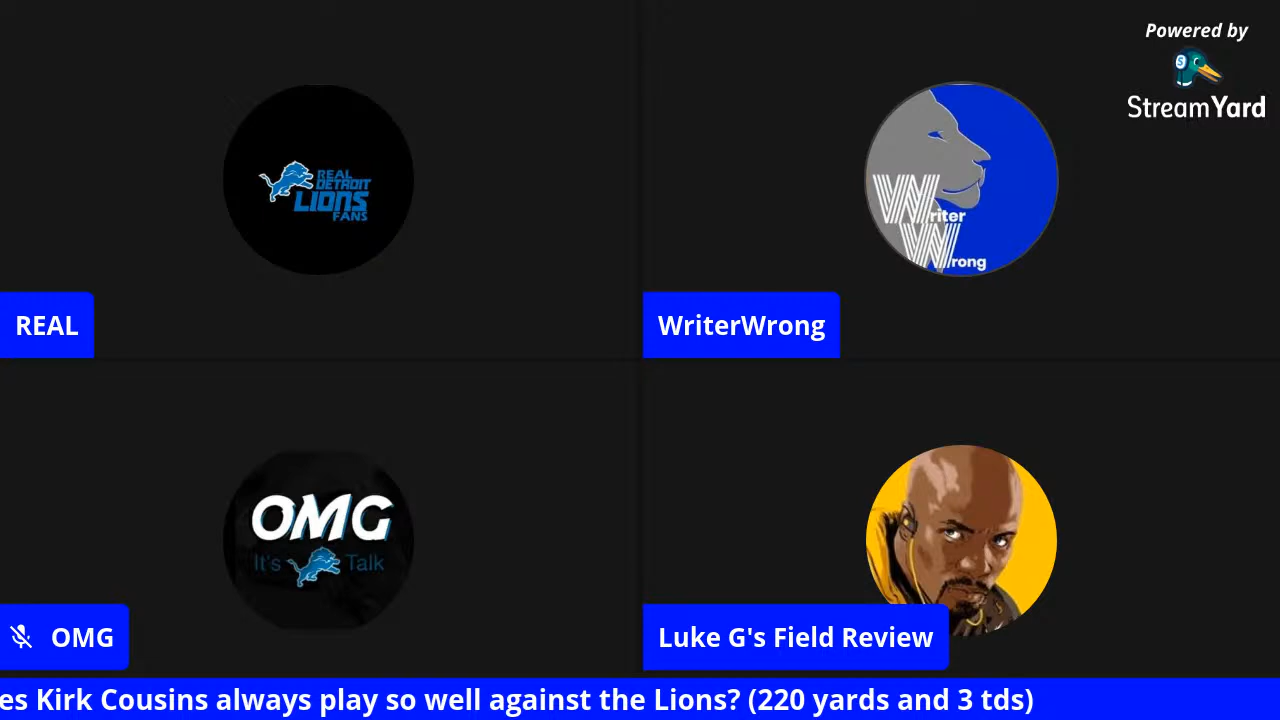 Powered by
StreamYard
REAL
DETROIT
LIONS
FANS
REAL
Writer
Wrong
WriterWrong
OMG
It's Talk
OMG
Luke G's Field Review
es Kirk Cousins always play so well against the Lions? (220 yards and 3 tds)